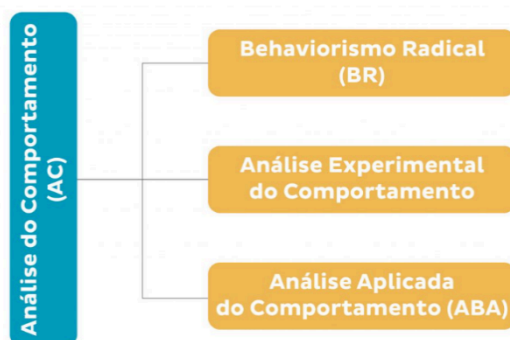 Análise do Comportamento
(AC)
Behaviorismo Radical
(BR)
Análise Experimental
do Comportamento
Análise Aplicada
do Comportamento (ABA)